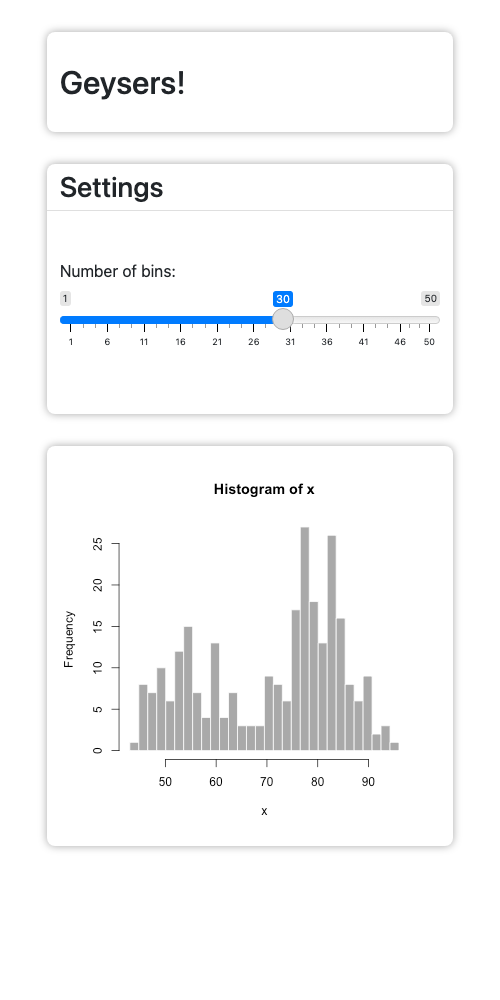 Geysers!
Settings
Number of bins:
1 30 50
1 6 11 16 21 26 31 36 41 46 50
Histogram of x
Frequency
25
20
15
10
5
0
50 60 70 80 90
x